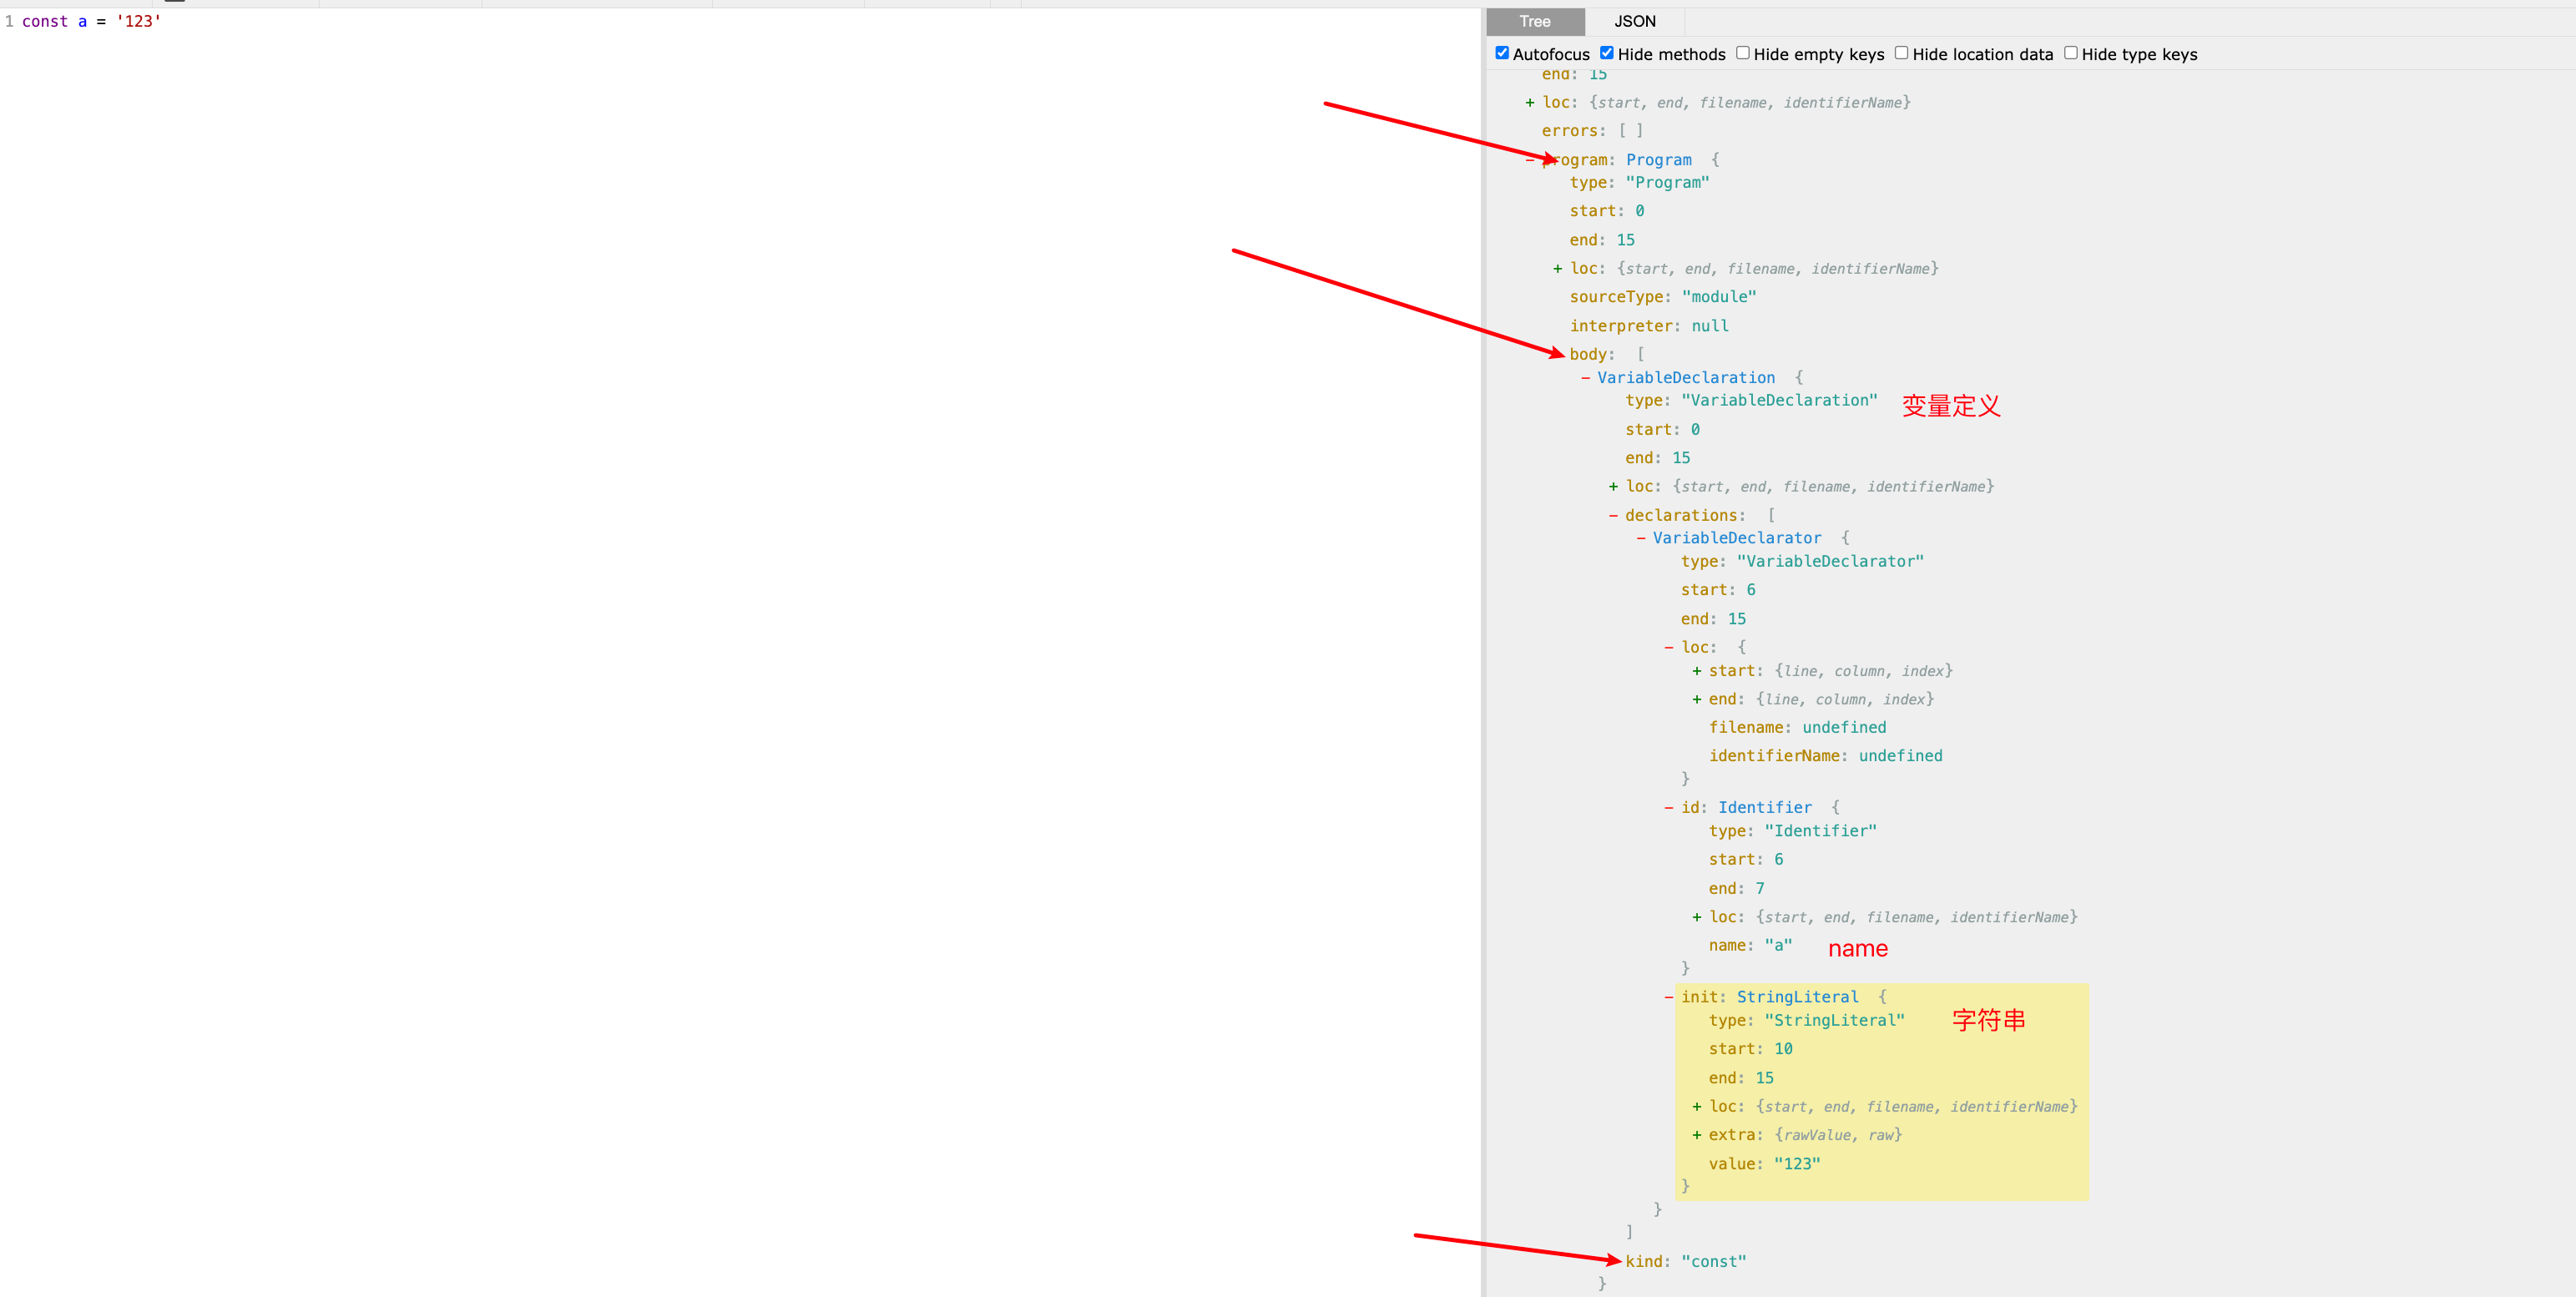 1 const a = '123'
Tree JSON
Autofocus Hide methods Hide empty keys Hide location data Hide type keys
end: 15
+ loc: {start, end, filename, identifierName}
errors: [ ]
- program: Program {
type: "Program"
start: 0
end: 15
+ loc: {start, end, filename, identifierName}
sourceType: "module"
interpreter: null
body: [
- VariableDeclaration {
type: "VariableDeclaration" 变量定义
start: 0
end: 15
+ loc: {start, end, filename, identifierName}
- declarations: [
- VariableDeclarator {
type: "VariableDeclarator"
start: 6
end: 15
- loc: {
+ start: {line, column, index}
+ end: {line, column, index}
filename: undefined
identifierName: undefined
}
- id: Identifier {
type: "Identifier"
start: 6
end: 7
+ loc: {start, end, filename, identifierName}
name: "a" name
}
- init: StringLiteral {
type: "StringLiteral" 字符串
start: 10
end: 15
+ loc: {start, end, filename, identifierName}
+ extra: {rawValue, raw}
value: "123"
}
}
]
kind: "const"
}